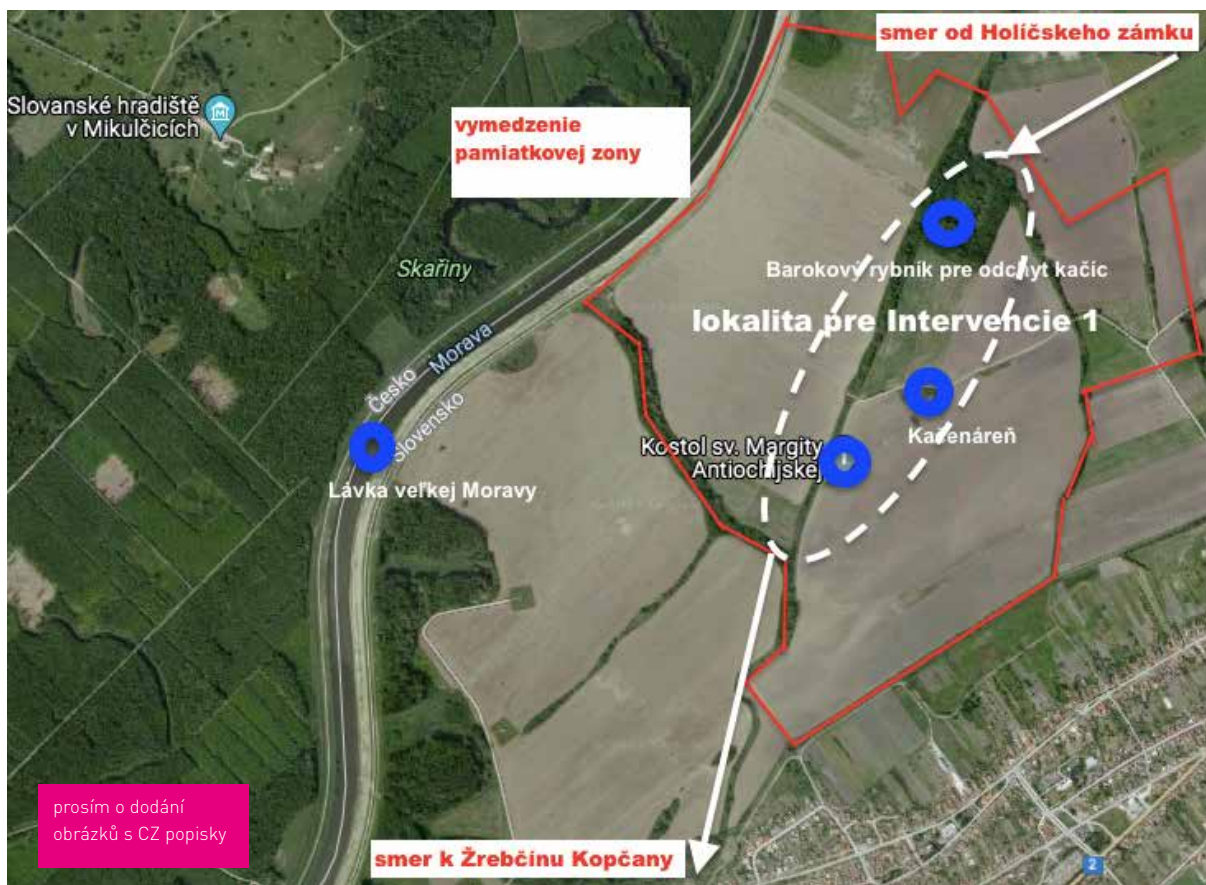 smer od Holíčskeho zámku
Slovanské hradiště
v Mikulčicích
M
vymedzenie
pamiatkovej zony
Skařiny
Barokový rybník pre odchyt kačíc
lokalita pre Intervencie 1
Morava
Česko
Slovensko
Kačenáreň
Kostol sv. Margity
Antiochijskej
Lávka veľkej Moravy
prosím o dodání
obrázků s CZ popisky
smer k Žrebčínu Kopčany
2